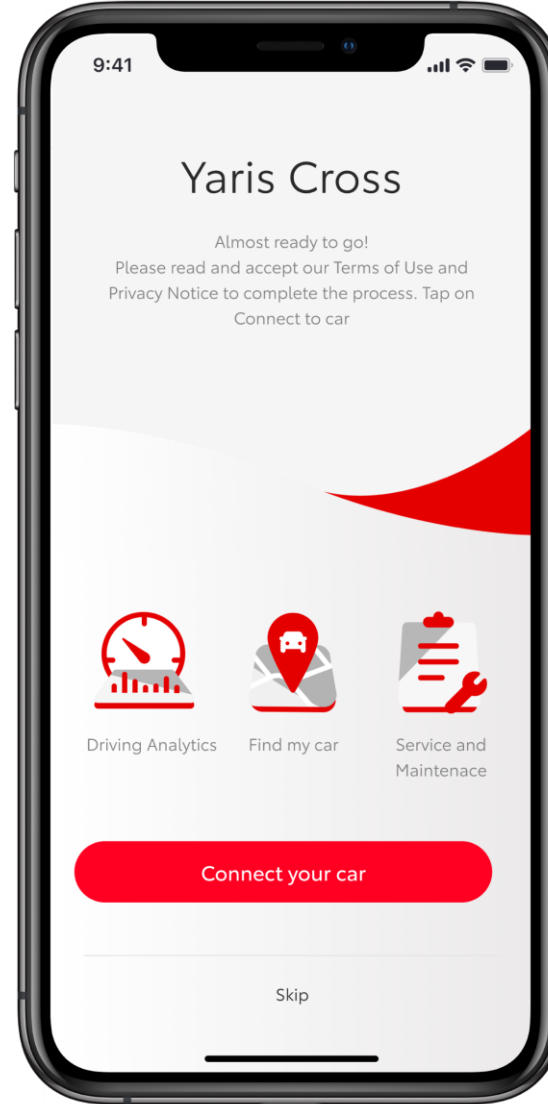 9:41
Yaris Cross
Almost ready to go!
Please read and accept our Terms of Use and
Privacy Notice to complete the process. Tap on
Connect to car
Driving Analytics
Find my car
Service and
Maintenace
Connect your car
Skip